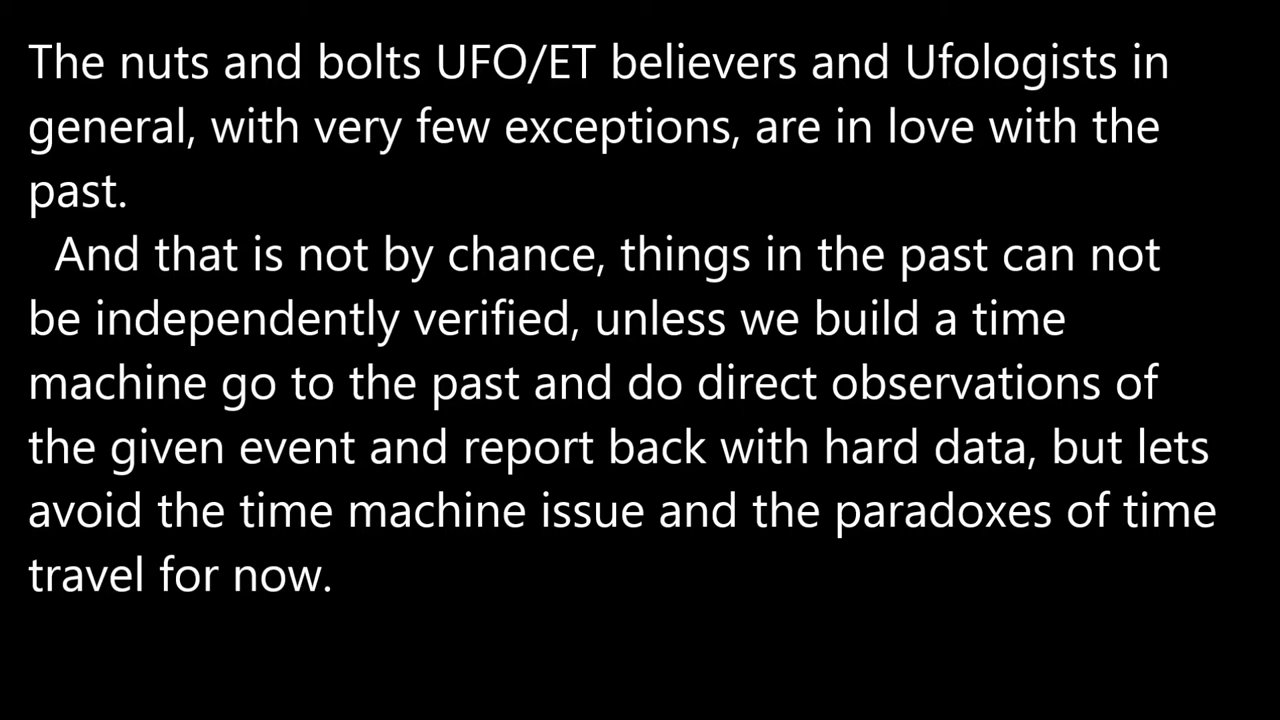 The nuts and bolts UFO/ET believers and Ufologists in
general, with very few exceptions, are in love with the
past.
And that is not by chance, things in the past can not
be independently verified, unless we build a time
machine go to the past and do direct observations of
the given event and report back with hard data, but lets
avoid the time machine issue and the paradoxes of time
travel for now.